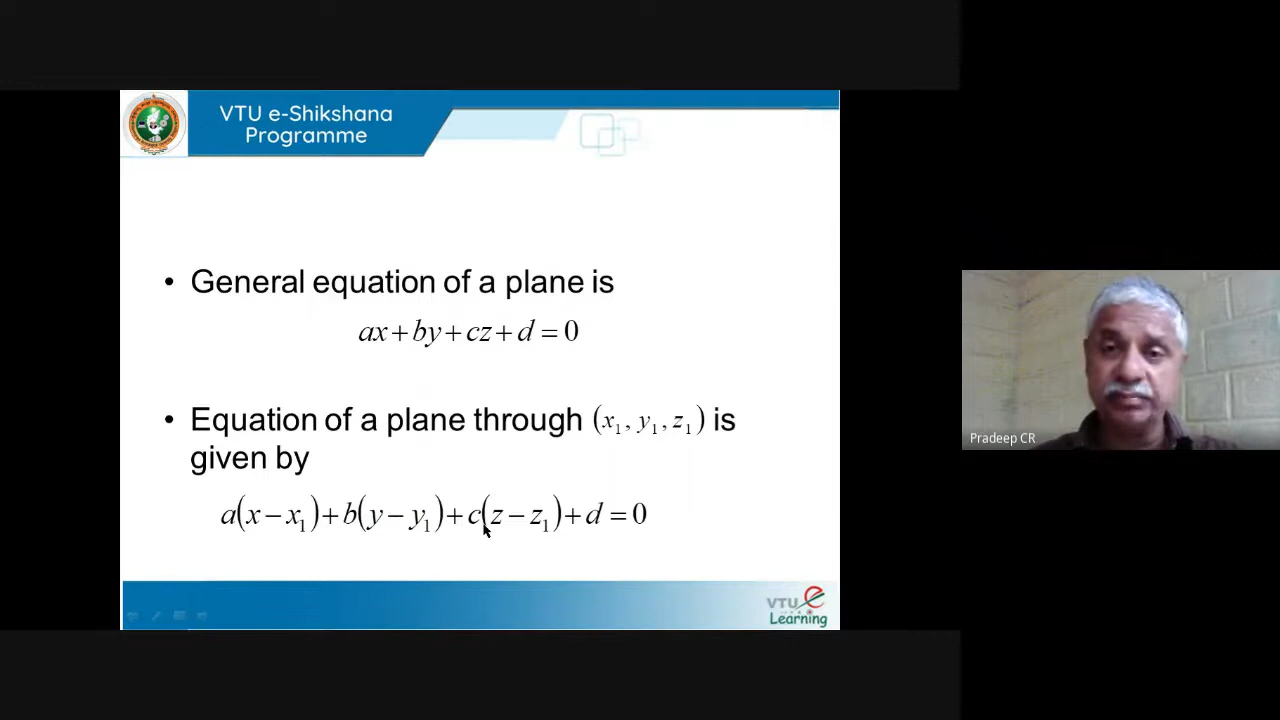 VTU e-Shikshana
Programme
• General equation of a plane is
ax + by + cz + d = 0
• Equation of a plane through (x₁, y₁, z₁) is
given by
a(x − x₁) + b(y − y₁) + c(z − z₁) + d = 0
Pradeep CR
VTU e
Learning